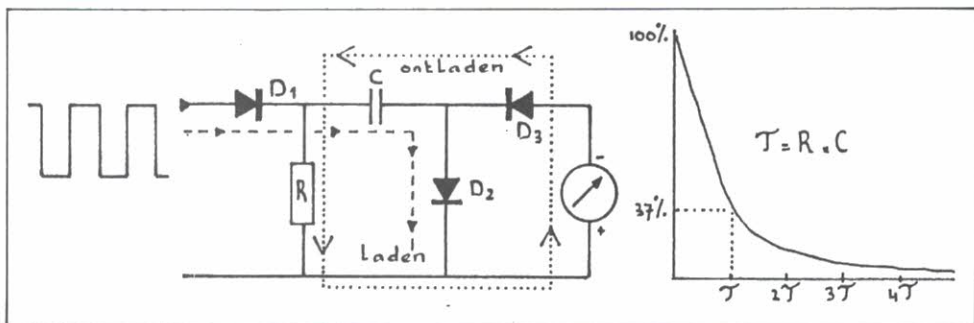 100%
ontladen
D1
C
D3
T = R . C
R
D2
-
+
37%
laden
T
2T
3T
4T